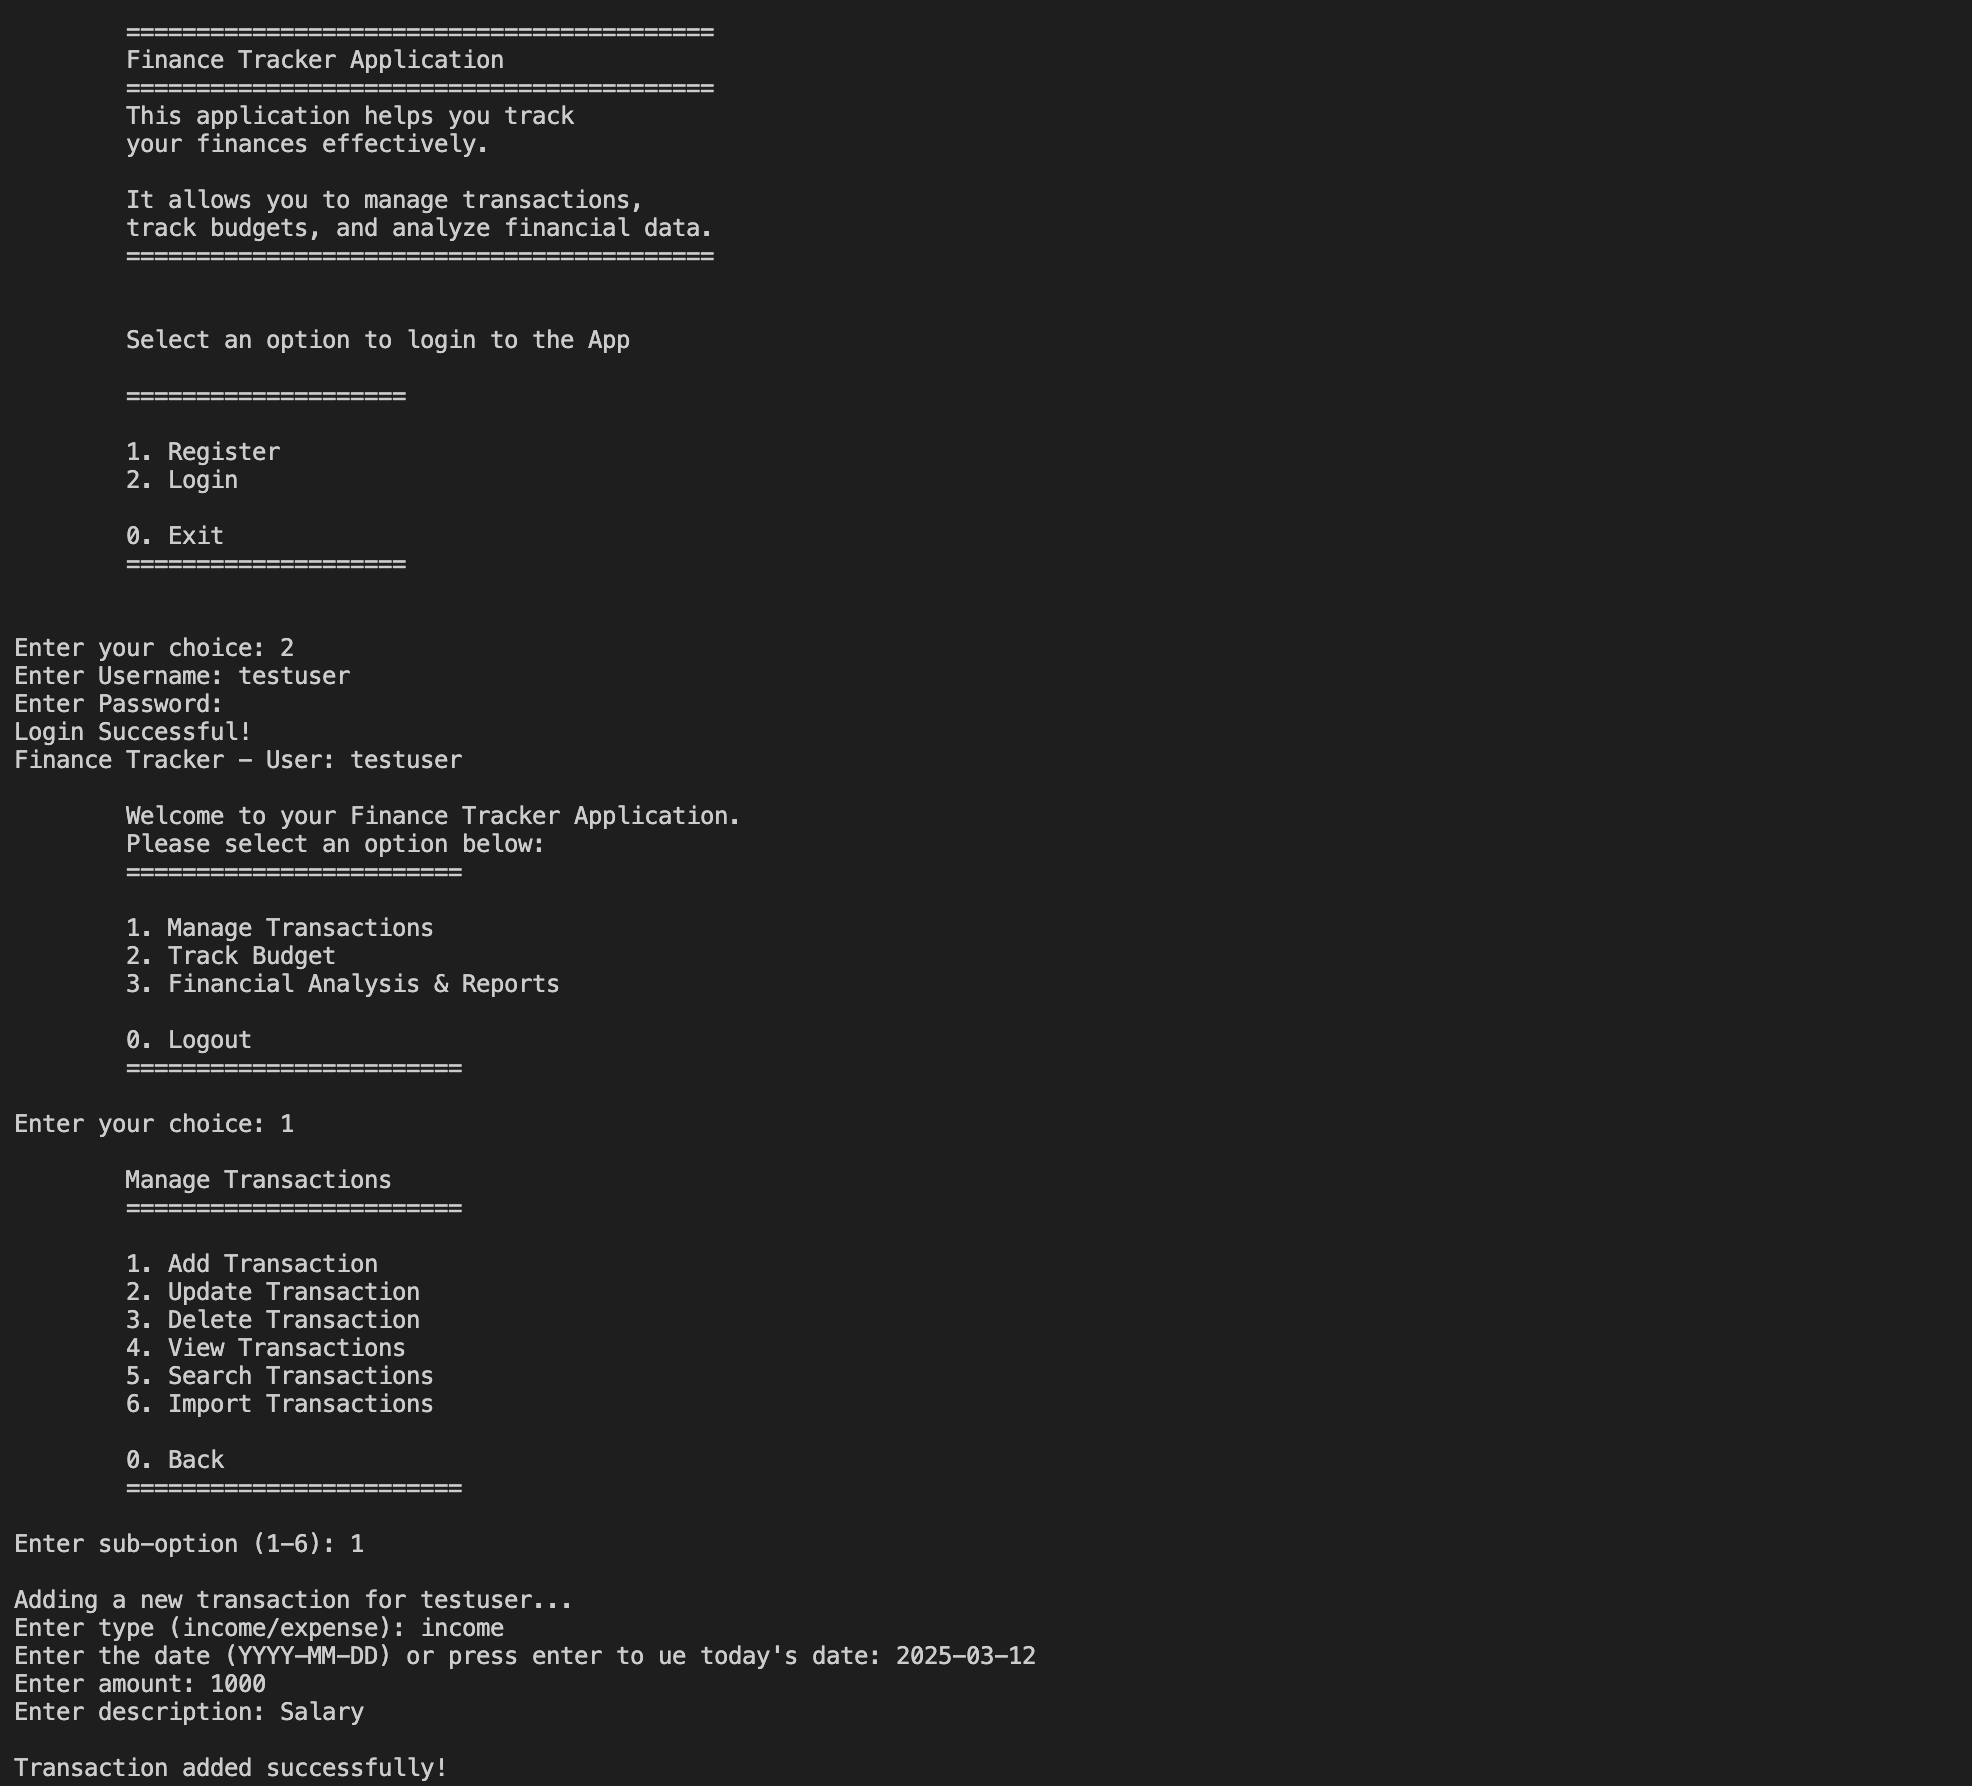 ==========================================
Finance Tracker Application
==========================================
This application helps you track
your finances effectively.
It allows you to manage transactions,
track budgets, and analyze financial data.
==========================================
Select an option to login to the App
====================
1. Register
2. Login
0. Exit
====================
Enter your choice: 2
Enter Username: testuser
Enter Password:
Login Successful!
Finance Tracker - User: testuser
Welcome to your Finance Tracker Application.
Please select an option below:
========================
1. Manage Transactions
2. Track Budget
3. Financial Analysis & Reports
0. Logout
========================
Enter your choice: 1
Manage Transactions
========================
1. Add Transaction
2. Update Transaction
3. Delete Transaction
4. View Transactions
5. Search Transactions
6. Import Transactions
0. Back
========================
Enter sub-option (1-6): 1
Adding a new transaction for testuser...
Enter type (income/expense): income
Enter the date (YYYY-MM-DD) or press enter to ue today's date: 2025-03-12
Enter amount: 1000
Enter description: Salary
Transaction added successfully!